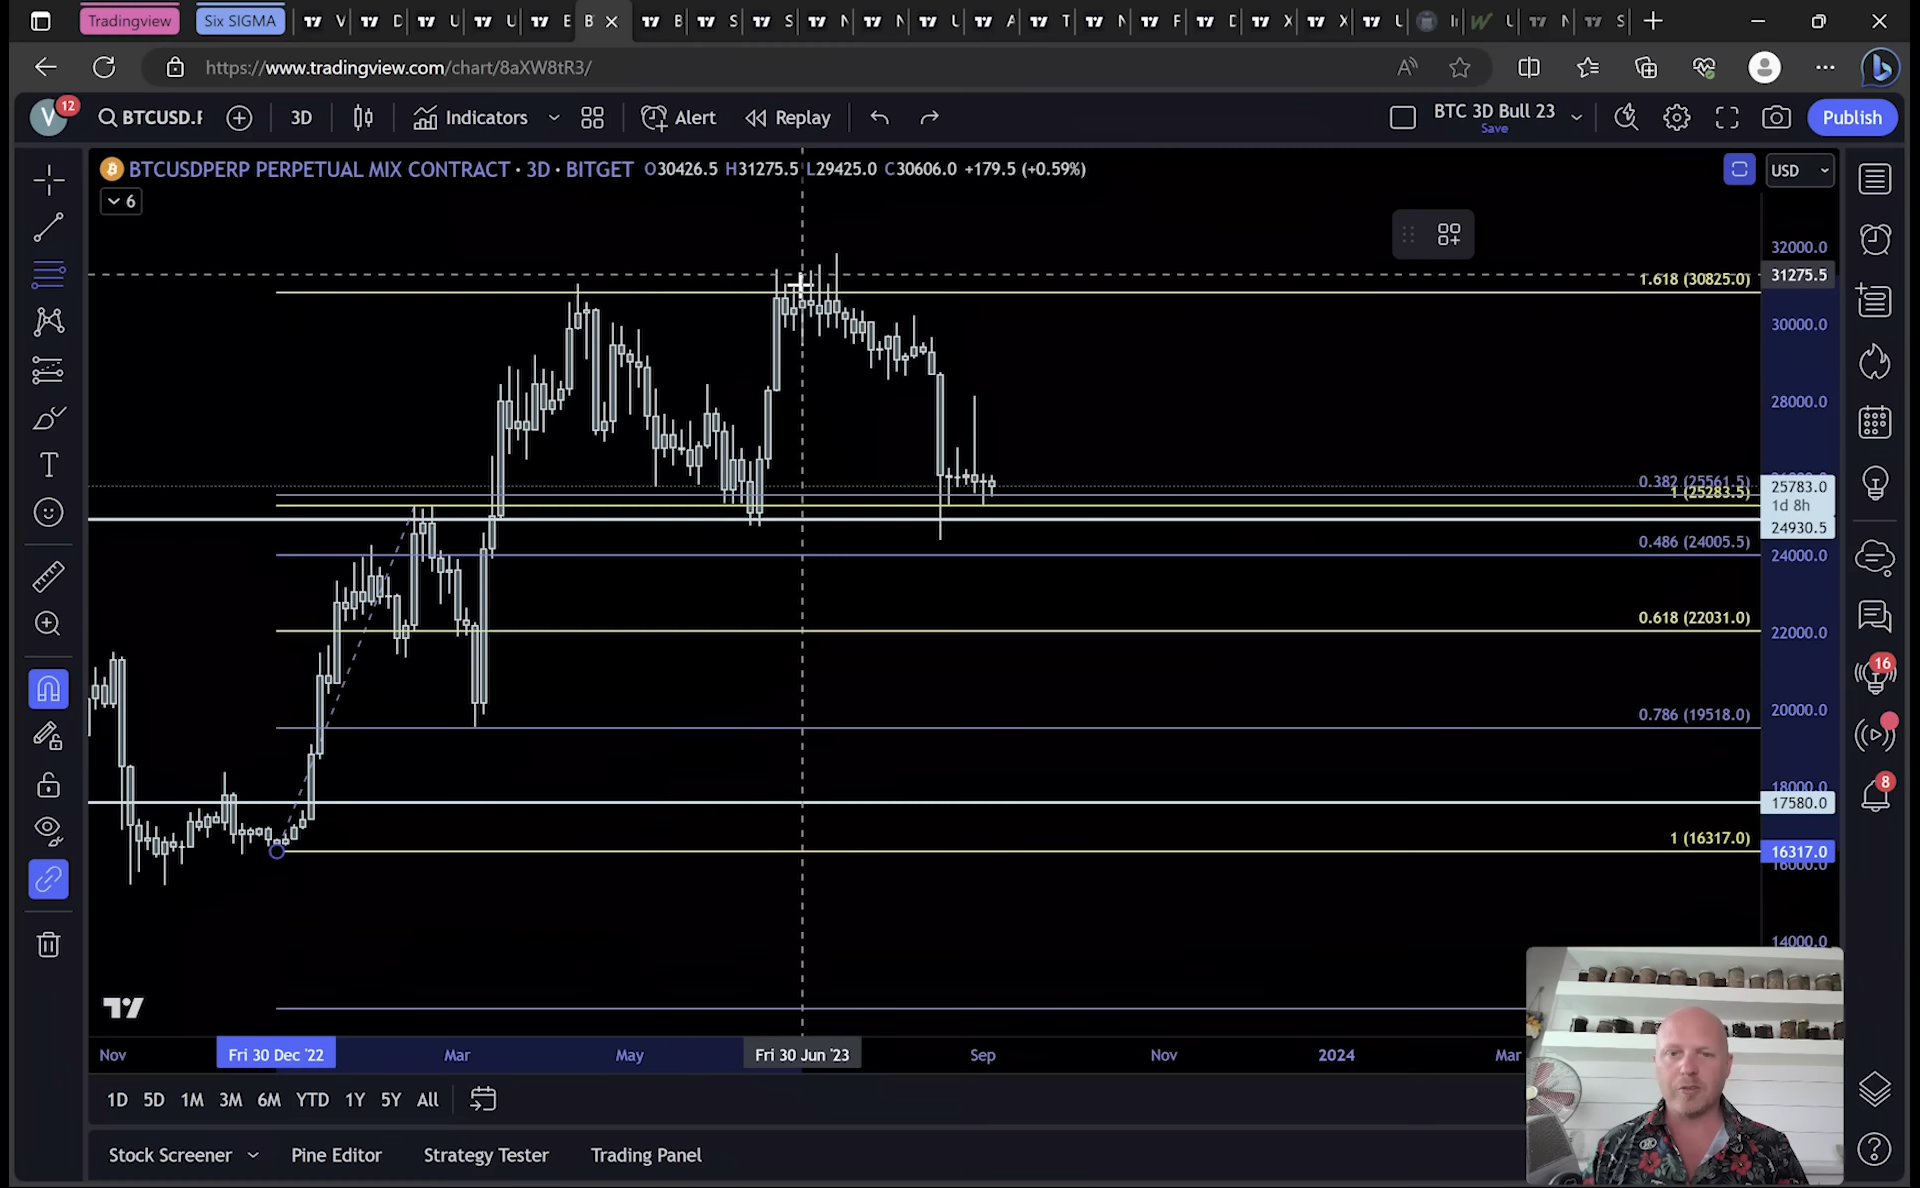 Tradingview Six SIGMA V D U U E B B S S N N U A T N F D X X U Ir U N S
https://www.tradingview.com/chart/8aXW8tR3/
V 12 BTCUSD.F 3D Indicators Alert Replay BTC 3D Bull 23 Save Publish
BTCUSDPERP PERPETUAL MIX CONTRACT · 3D · BITGET O30426.5 H31275.5 L29425.0 C30606.0 +179.5 (+0.59%)
USD
6
32000.0
31275.5
1.618 (30825.0)
30000.0
28000.0
0.382 (25561.5)
25783.0
1 (25283.5)
1d 8h
24930.5
0.486 (24005.5)
24000.0
0.618 (22031.0)
22000.0
16
0.786 (19518.0)
20000.0
18000.0
8
17580.0
1 (16317.0)
16317.0
16000.0
14000.0
Nov Fri 30 Dec '22 Mar May Fri 30 Jun '23 Sep Nov 2024 Mar
1D 5D 1M 3M 6M YTD 1Y 5Y All
Stock Screener Pine Editor Strategy Tester Trading Panel